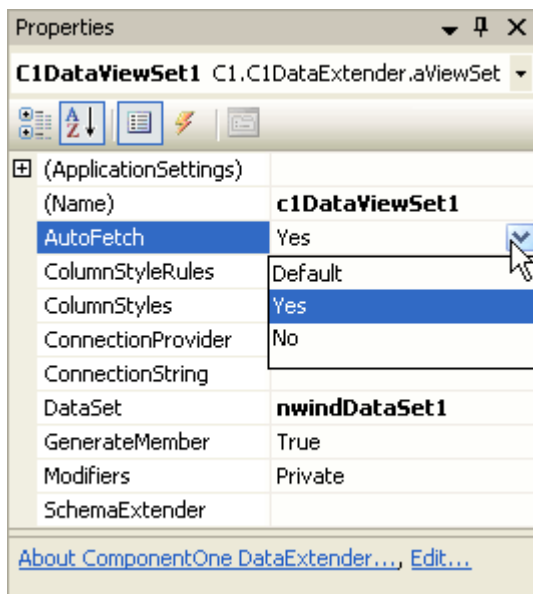 Properties
C1DataViewSet1 C1.C1DataExtender.aViewSet
(ApplicationSettings)
(Name) c1DataViewSet1
AutoFetch Yes
ColumnStyleRules Default
ColumnStyles Yes
ConnectionProvider No
ConnectionString
DataSet nwindDataSet1
GenerateMember True
Modifiers Private
SchemaExtender
About ComponentOne DataExtender..., Edit...